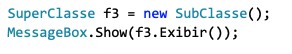 SuperClasse f3 = new SubClasse();
MessageBox.Show(f3.Exibir());